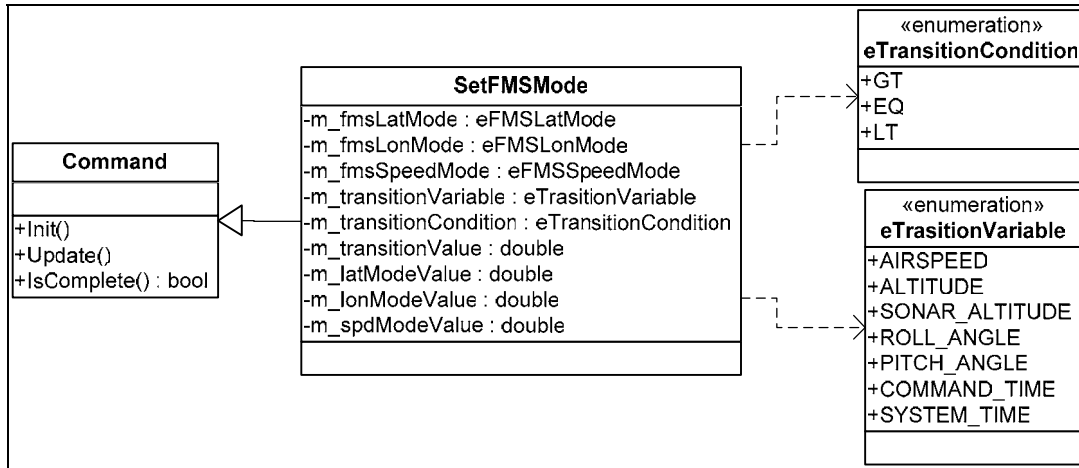 Command
+Init()
+Update()
+IsComplete() : bool
SetFMSMode
-m_fmsLatMode : eFMSLatMode
-m_fmsLonMode : eFMSLonMode
-m_fmsSpeedMode : eFMSSpeedMode
-m_transitionVariable : eTrasitionVariable
-m_transitionCondition : eTransitionCondition
-m_transitionValue : double
-m_latModeValue : double
-m_lonModeValue : double
-m_spdModeValue : double
«enumeration»
eTransitionCondition
+GT
+EQ
+LT
«enumeration»
eTrasitionVariable
+AIRSPEED
+ALTITUDE
+SONAR_ALTITUDE
+ROLL_ANGLE
+PITCH_ANGLE
+COMMAND_TIME
+SYSTEM_TIME